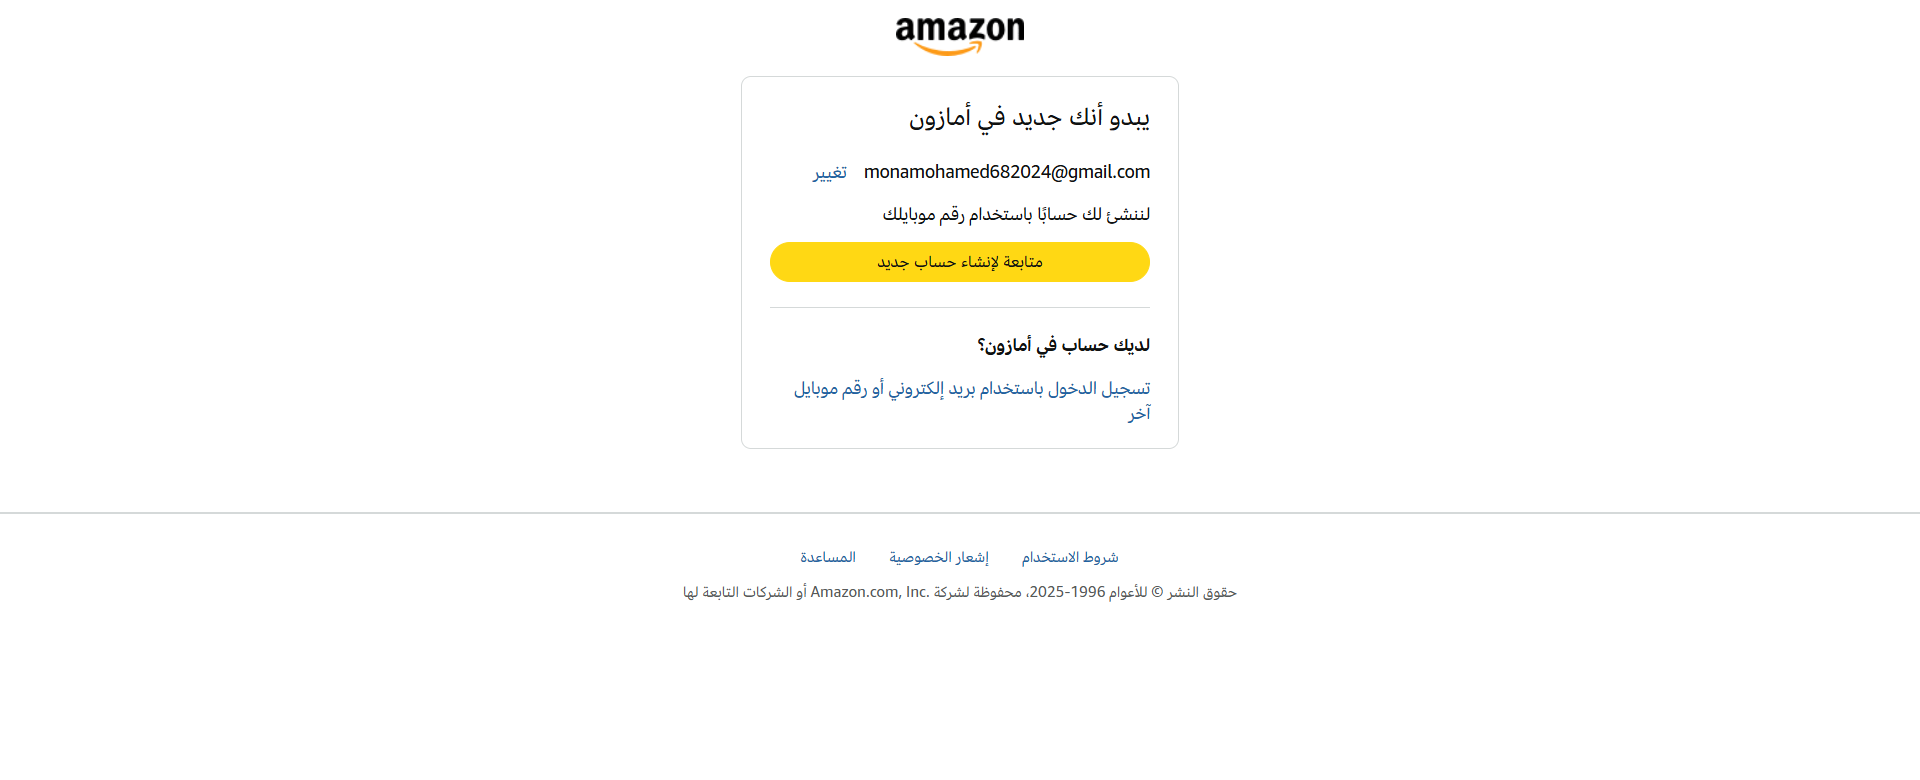 amazon
يبدو أنك جديد في أمازون
monamohamed682024@gmail.com تغيير
لننشئ لك حسابًا باستخدام رقم موبايلك
متابعة لإنشاء حساب جديد
لديك حساب في أمازون؟
تسجيل الدخول باستخدام بريد إلكتروني أو رقم موبايل
آخر
شروط الاستخدام إشعار الخصوصية المساعدة
حقوق النشر © للأعوام 1996-2025، محفوظة لشركة Amazon.com, Inc. أو الشركات التابعة لها